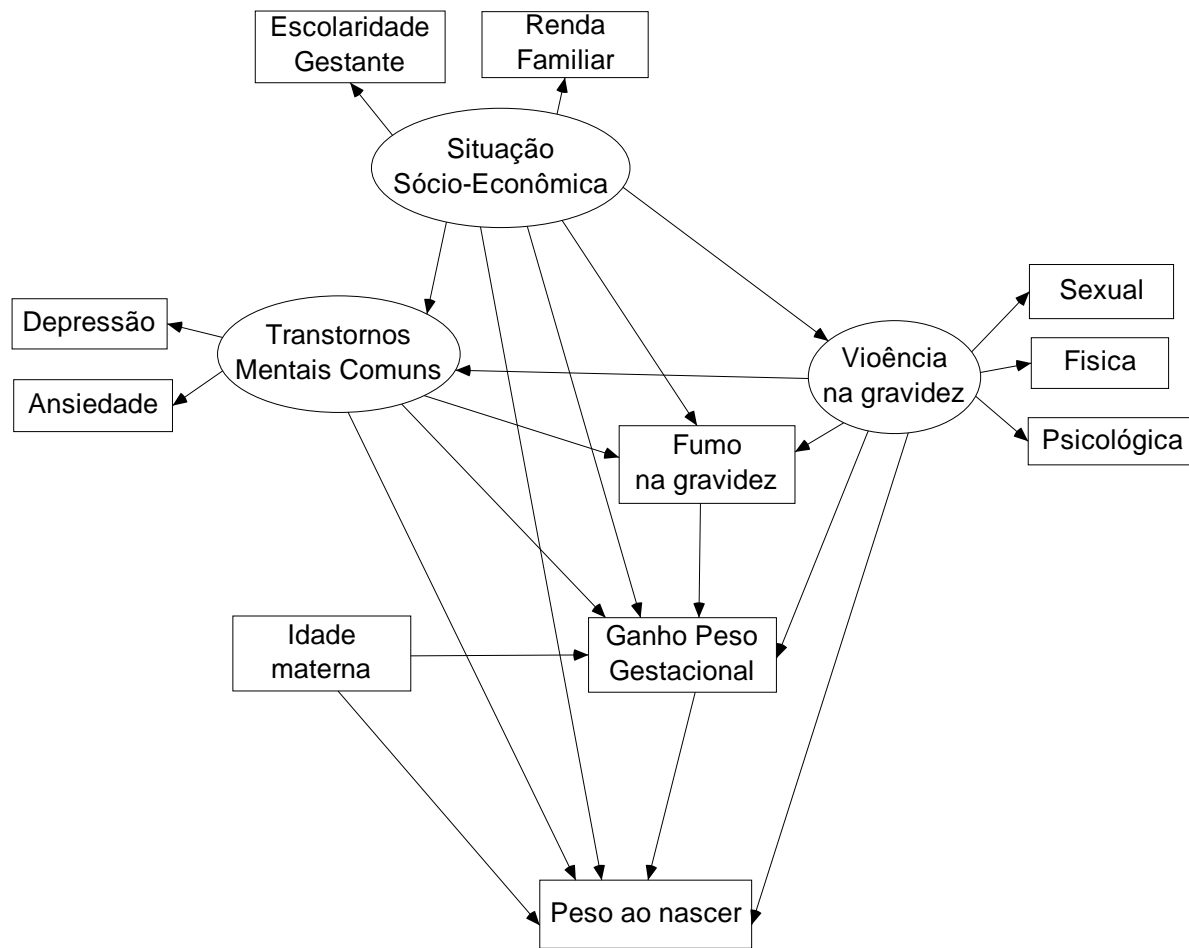 Escolaridade
Gestante
Renda
Familiar
Situação
Sócio-Econômica
Depressão
Ansiedade
Transtornos
Mentais Comuns
Vioência
na gravidez
Sexual
Fisica
Psicológica
Fumo
na gravidez
Idade
materna
Ganho Peso
Gestacional
Peso ao nascer